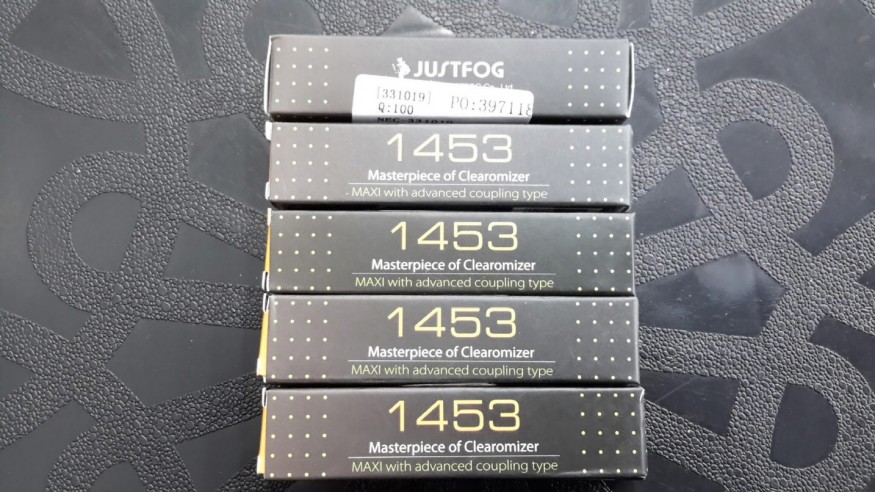 JUSTFOG
Co., Ltd.
[331019]
Q:100
PO:397118
1453
Masterpiece of Clearomizer
- MAXI with advanced coupling type
1453
Masterpiece of Clearomizer
MAXI with advanced coupling type
1453
Masterpiece of Clearomizer
MAXI with advanced coupling type
1453
Masterpiece of Clearomizer
MAXI with advanced coupling type